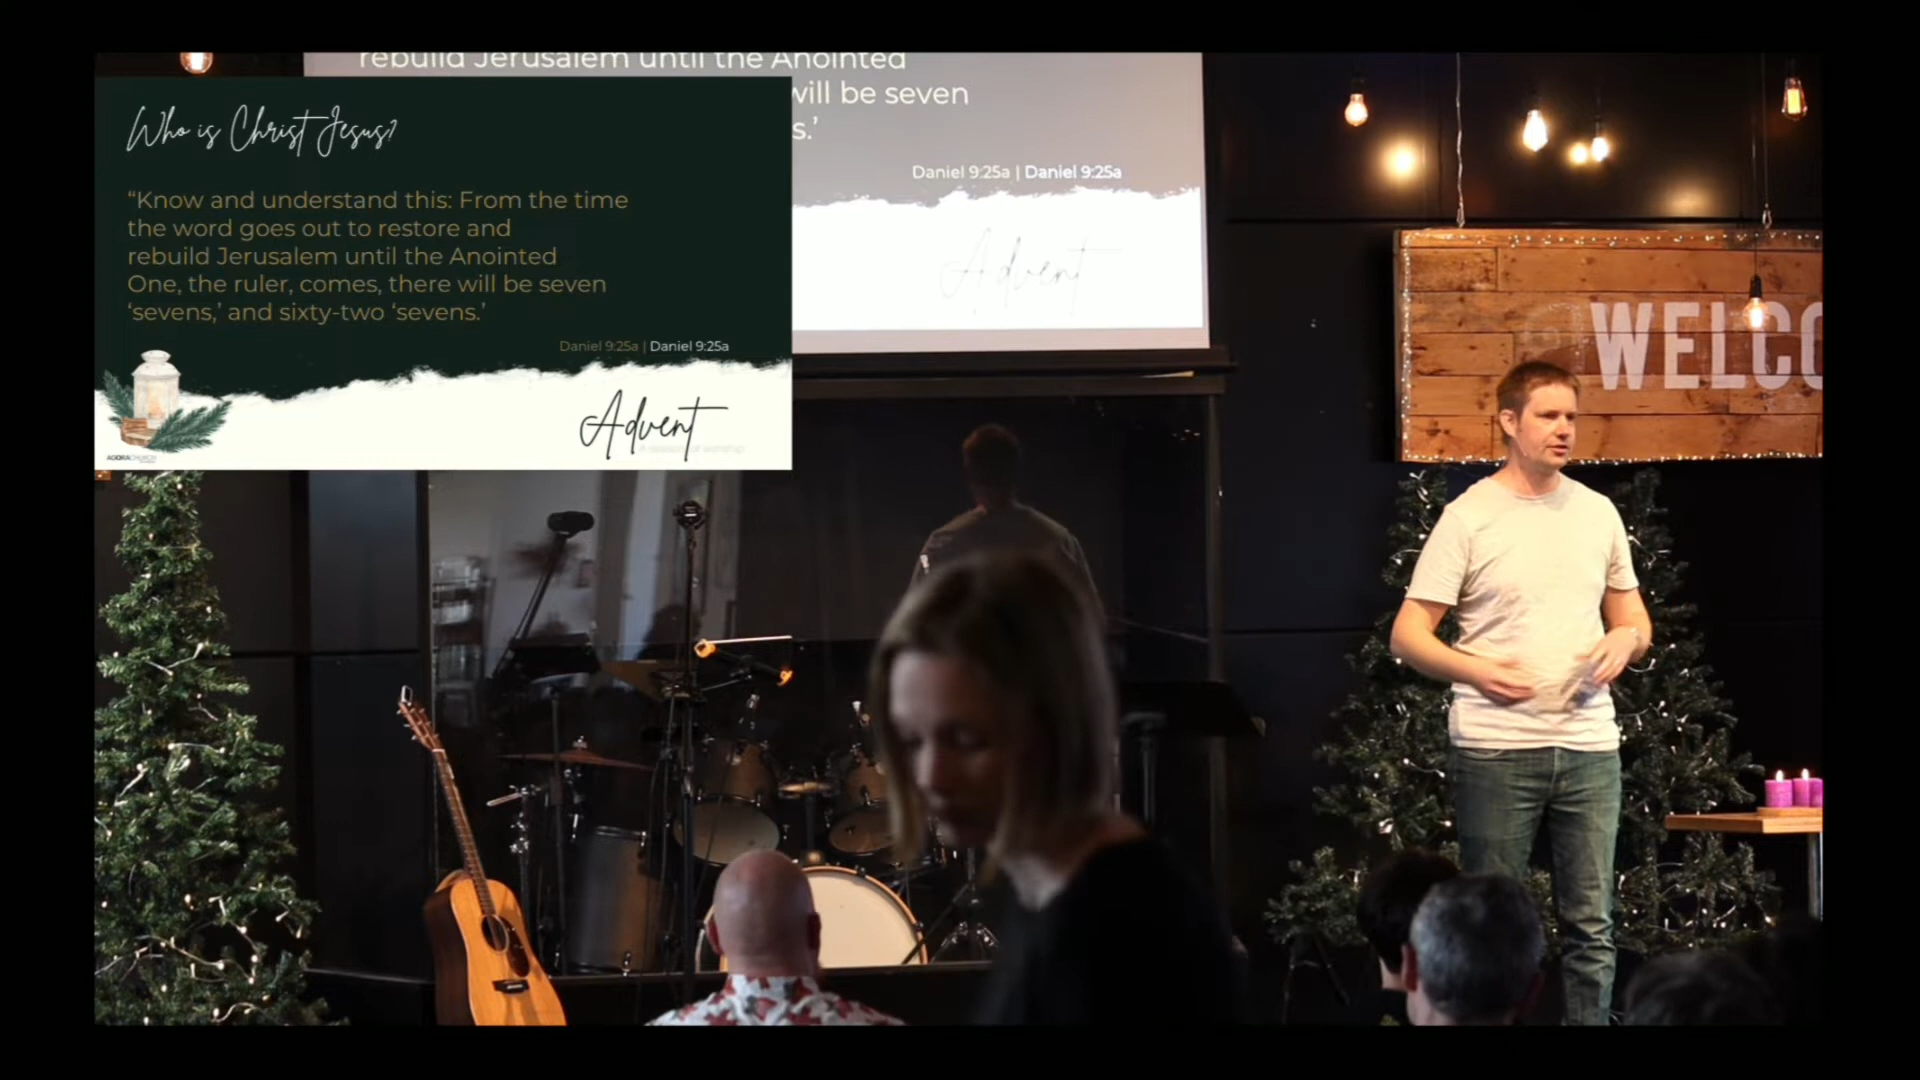 Who is Christ Jesus?
“Know and understand this: From the time
the word goes out to restore and
rebuild Jerusalem until the Anointed
One, the ruler, comes, there will be seven
‘sevens,’ and sixty-two ‘sevens.’
Daniel 9:25a | Daniel 9:25a
Advent
AGORACHURCH
rebuild Jerusalem until the Anointed
will be seven
s.’
Daniel 9:25a | Daniel 9:25a
Advent
WELCO